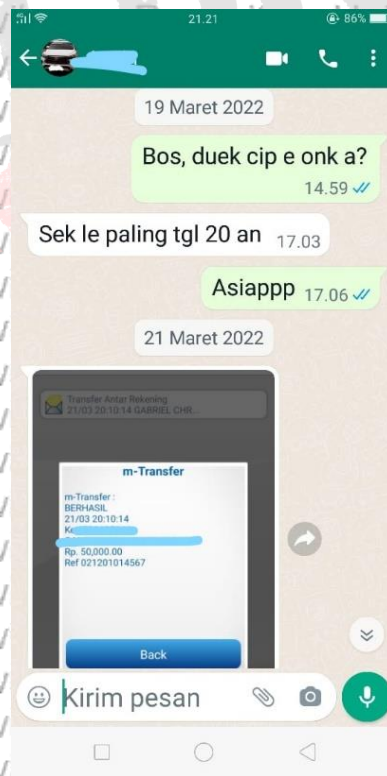 21.21
86%
19 Maret 2022
Bos, duek cip e onk a?
14.59
Sek le paling tgl 20 an 17.03
Asiappp 17.06
21 Maret 2022
Transfer Antar Rekening
21/03 20:10:14 GABRIEL CHR...
m-Transfer
m-Transfer :
BERHASIL
21/03 20:10:14
Rp. 50,000.00
Ref 021201014567
Back
Kirim pesan